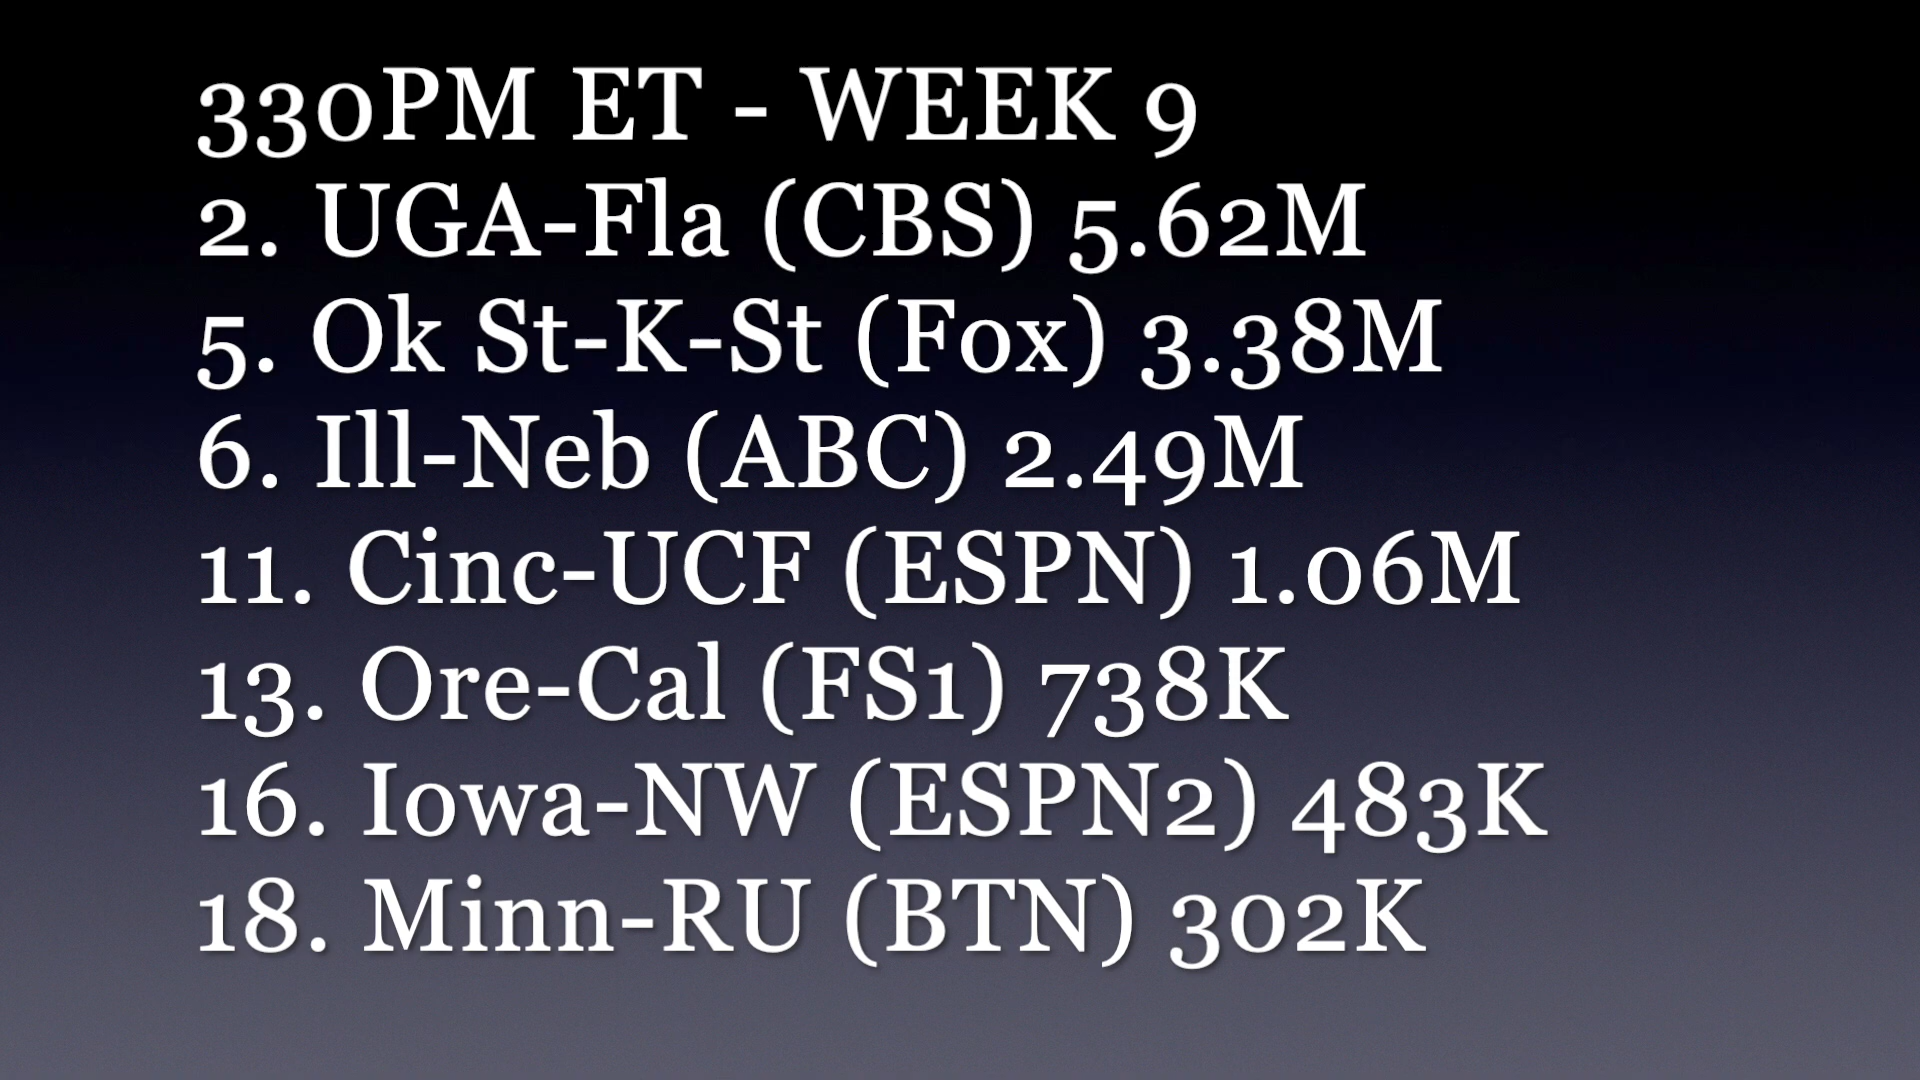 330PM ET - WEEK 9
2. UGA-Fla (CBS) 5.62M
5. Ok St-K-St (Fox) 3.38M
6. Ill-Neb (ABC) 2.49M
11. Cinc-UCF (ESPN) 1.06M
13. Ore-Cal (FS1) 738K
16. Iowa-NW (ESPN2) 483K
18. Minn-RU (BTN) 302K